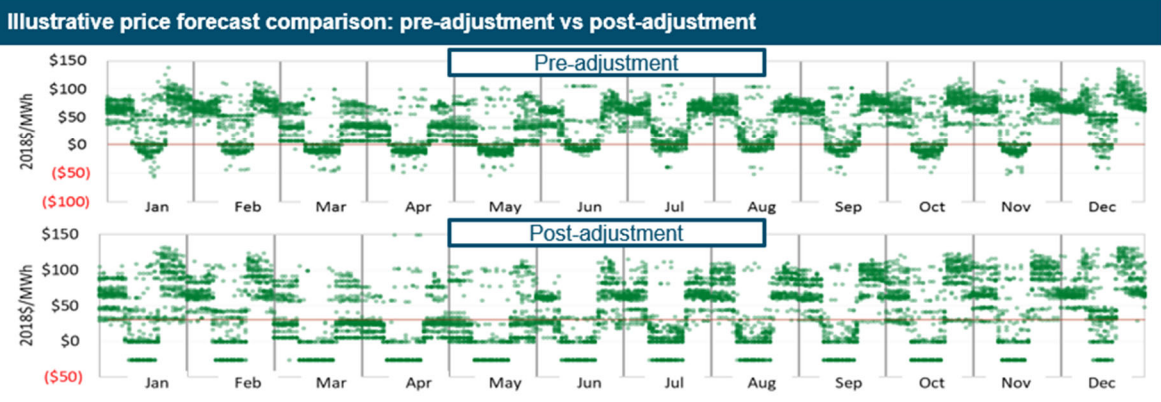 Illustrative price forecast comparison: pre-adjustment vs post-adjustment
Pre-adjustment
2018$/MWh
$150
$100
$50
$0
($50)
($100)
Jan Feb Mar Apr May Jun Jul Aug Sep Oct Nov Dec
Post-adjustment
2018$/MWh
$150
$100
$50
$0
($50)
Jan Feb Mar Apr May Jun Jul Aug Sep Oct Nov Dec